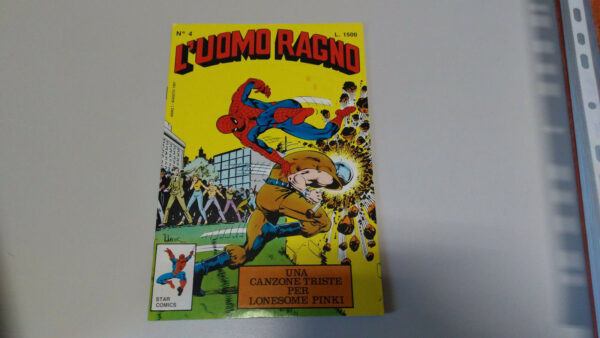 N° 4
L. 1500
L'UOMO RAGNO
UNA
CANZONE TRISTE
PER
LONESOME PINKI
STAR
COMICS